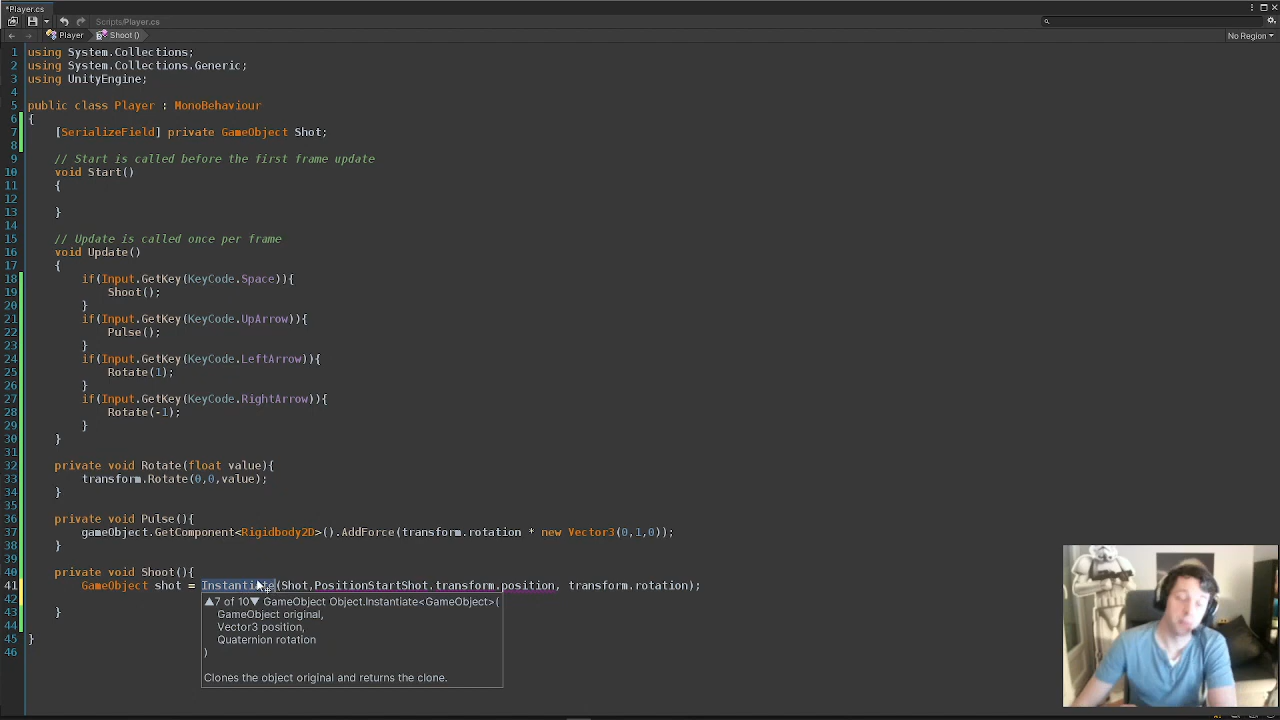 *Player.cs
Scripts/Player.cs
Player Shoot () No Region
1 using System.Collections;
2 using System.Collections.Generic;
3 using UnityEngine;
4
5 public class Player : MonoBehaviour
6 {
7 [SerializeField] private GameObject Shot;
8
9 // Start is called before the first frame update
10 void Start()
11 {
12
13 }
14
15 // Update is called once per frame
16 void Update()
17 {
18 if(Input.GetKey(KeyCode.Space)){
19 Shoot();
20 }
21 if(Input.GetKey(KeyCode.UpArrow)){
22 Pulse();
23 }
24 if(Input.GetKey(KeyCode.LeftArrow)){
25 Rotate(1);
26 }
27 if(Input.GetKey(KeyCode.RightArrow)){
28 Rotate(-1);
29 }
30 }
31
32 private void Rotate(float value){
33 transform.Rotate(0,0,value);
34 }
35
36 private void Pulse(){
37 gameObject.GetComponent<Rigidbody2D>().AddForce(transform.rotation * new Vector3(0,1,0));
38 }
39
40 private void Shoot(){
41 GameObject shot = Instantiate(Shot,PositionStartShot.transform.position, transform.rotation);
42
▲7 of 10▼ GameObject Object.Instantiate<GameObject>(
GameObject original,
43 }
Vector3 position,
44
Quaternion rotation
45 }
)
46
Clones the object original and returns the clone.